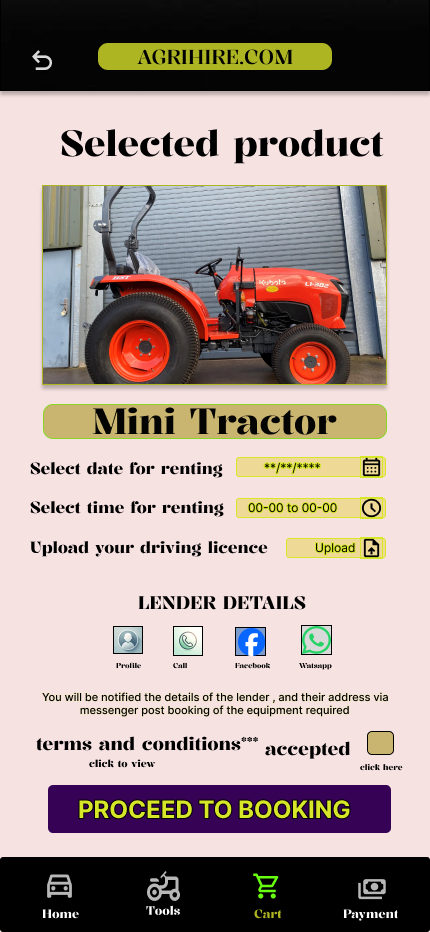 AGRIHIRE.COM
Selected product
Kubota
L1-382
Mini Tractor
Select date for renting
**/**/****
Select time for renting
00-00 to 00-00
Upload your driving licence
Upload
LENDER DETAILS
Profile
Call
Facebook
Watsapp
You will be notified the details of the lender , and their address via
messenger post booking of the equipment required
terms and conditions*** accepted
click to view
click here
PROCEED TO BOOKING
Home
Tools
Cart
Payment